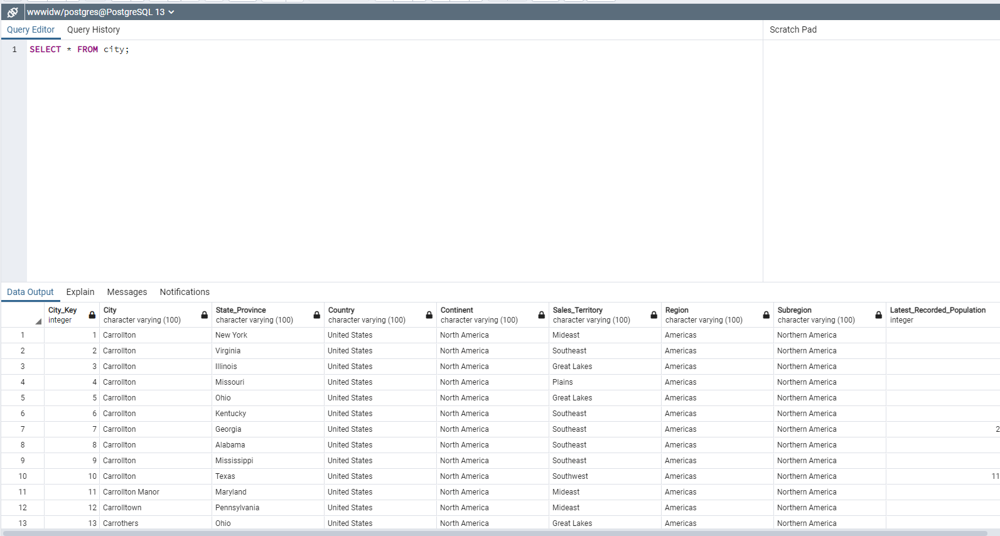 wwwidw/postgres@PostgreSQL 13
Query Editor Query History Scratch Pad
1 SELECT * FROM city;
Data Output Explain Messages Notifications
City_Key City State_Province Country Continent Sales_Territory Region Subregion Latest_Recorded_Population
integer character varying (100) character varying (100) character varying (100) character varying (100) character varying (100) character varying (100) character varying (100) integer
1 1 Carrollton New York United States North America Mideast Americas Northern America
2 2 Carrollton Virginia United States North America Southeast Americas Northern America
3 3 Carrollton Illinois United States North America Great Lakes Americas Northern America
4 4 Carrollton Missouri United States North America Plains Americas Northern America
5 5 Carrollton Ohio United States North America Great Lakes Americas Northern America
6 6 Carrollton Kentucky United States North America Southeast Americas Northern America
7 7 Carrollton Georgia United States North America Southeast Americas Northern America 2
8 8 Carrollton Alabama United States North America Southeast Americas Northern America
9 9 Carrollton Mississippi United States North America Southeast Americas Northern America
10 10 Carrollton Texas United States North America Southwest Americas Northern America 11
11 11 Carrollton Manor Maryland United States North America Mideast Americas Northern America
12 12 Carrolltown Pennsylvania United States North America Mideast Americas Northern America
13 13 Carrothers Ohio United States North America Great Lakes Americas Northern America